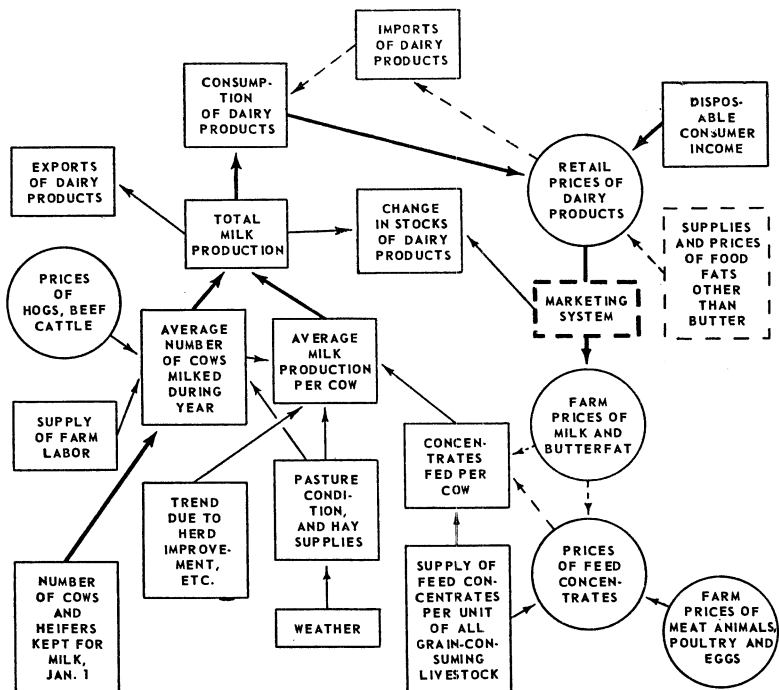 IMPORTS
OF DAIRY
PRODUCTS
CONSUMP-
TION
OF DAIRY
PRODUCTS
DISPOS-
ABLE
CONSUMER
INCOME
EXPORTS
OF DAIRY
PRODUCTS
TOTAL
MILK
PRODUCTION
CHANGE
IN STOCKS
OF DAIRY
PRODUCTS
RETAIL
PRICES OF
DAIRY
PRODUCTS
SUPPLIES
AND PRICES
OF FOOD
FATS
OTHER
THAN
BUTTER
PRICES
OF
HOGS, BEEF
CATTLE
MARKETING
SYSTEM
AVERAGE
NUMBER
OF COWS
MILKED
DURING
YEAR
AVERAGE
MILK
PRODUCTION
PER COW
SUPPLY
OF FARM
LABOR
FARM
PRICES OF
MILK AND
BUTTERFAT
CONCEN-
TRATES
FED PER
COW
TREND
DUE TO
HERD
IMPROVE-
MENT,
ETC.
PASTURE
CONDI-
TION,
AND HAY
SUPPLIES
NUMBER
OF COWS
AND
HEIFERS
KEPT FOR
MILK,
JAN. 1
WEATHER
SUPPLY OF
FEED CON-
CENTRATES
PER UNIT
OF ALL
GRAIN-CON-
SUMING
LIVESTOCK
PRICES
OF FEED
CONCEN-
TRATES
FARM
PRICES OF
MEAT ANIMALS,
POULTRY AND
EGGS